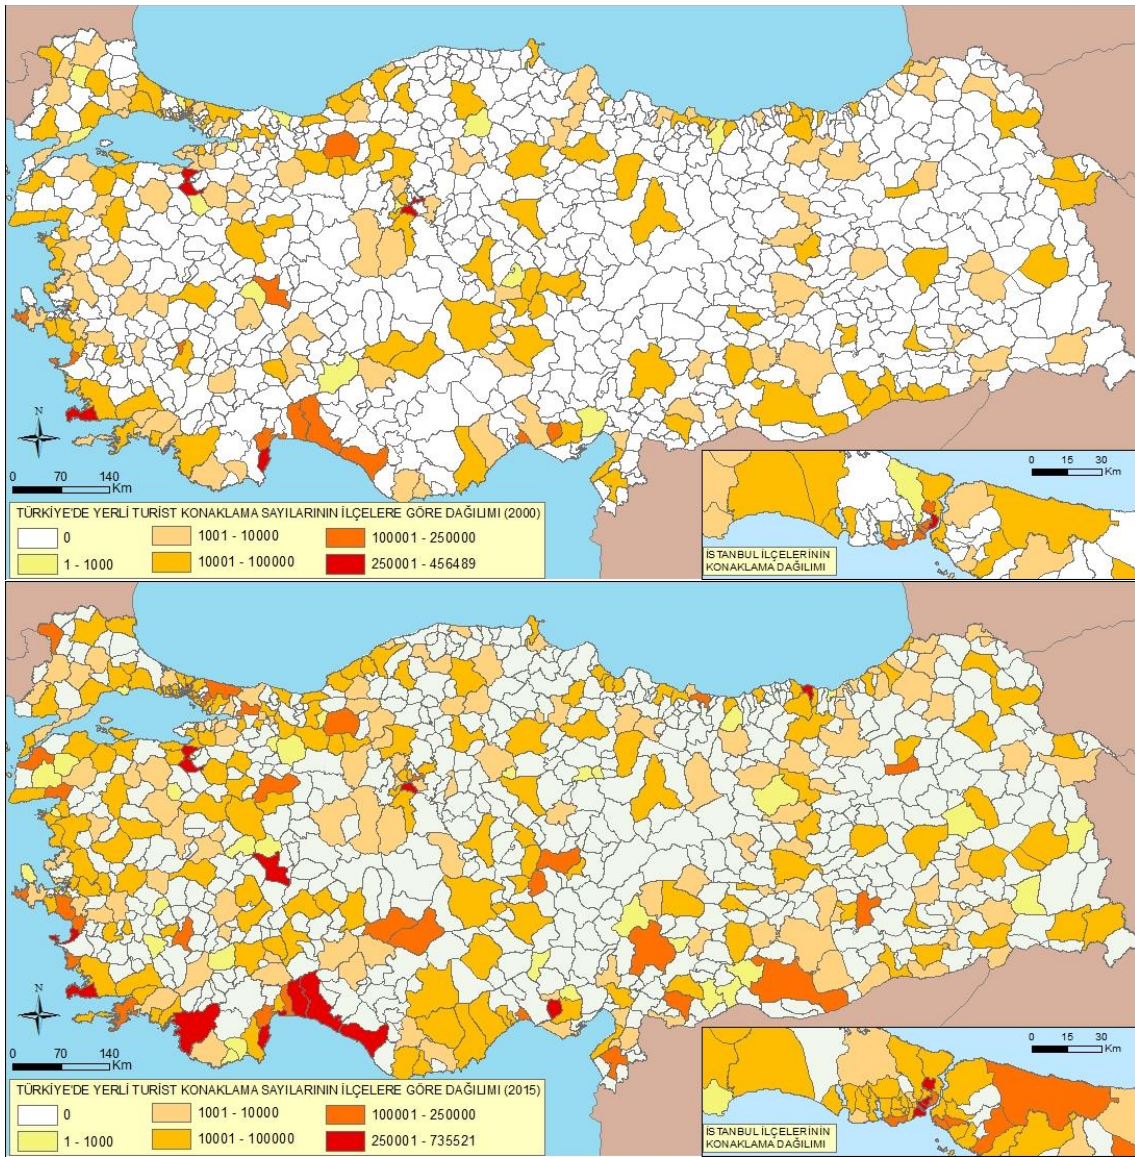 N
0 70 140
Km
TÜRKİYE'DE YERLİ TURİST KONAKLAMA SAYILARININ İLÇELERE GÖRE DAĞILIMI (2000)
0
1001 - 10000
100001 - 250000
1 - 1000
10001 - 100000
250001 - 456489
0 15 30
Km
İSTANBUL İLÇELERİNİN
KONAKLAMA DAĞILIMI
N
0 70 140
Km
TÜRKİYE'DE YERLİ TURİST KONAKLAMA SAYILARININ İLÇELERE GÖRE DAĞILIMI (2015)
0
1001 - 10000
100001 - 250000
1 - 1000
10001 - 100000
250001 - 735521
0 15 30
Km
İSTANBUL İLÇELERİNİN
KONAKLAMA DAĞILIMI